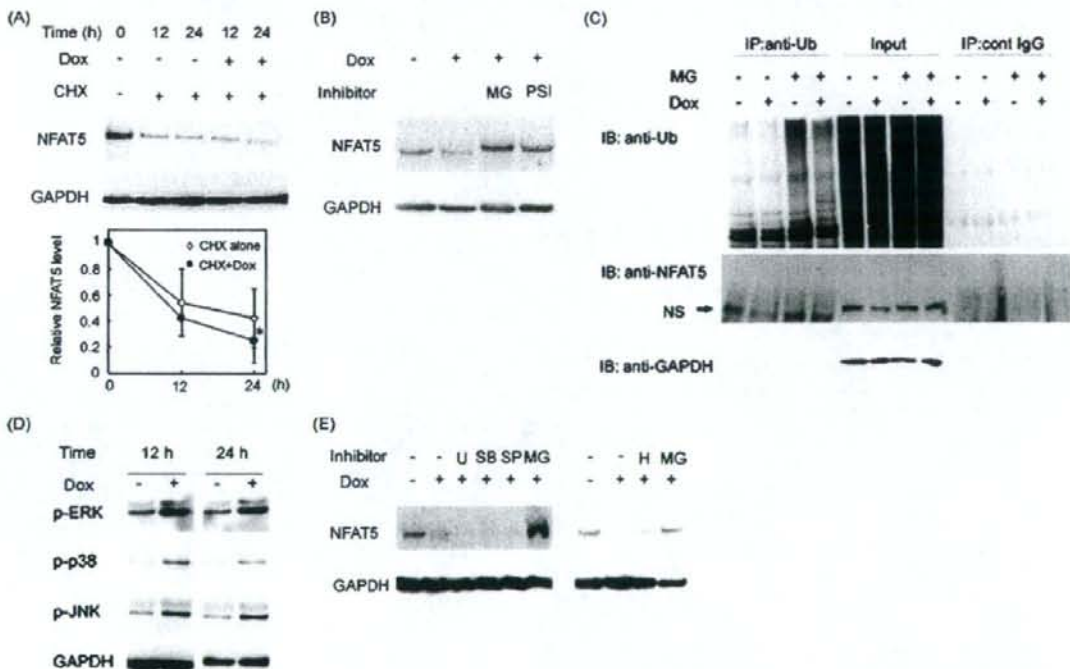 (A)
Time (h) 0 12 24 12 24
Dox - - - + +
CHX - + + + +
NFAT5
GAPDH
Relative NFAT5 level
1
0.8
0.6
0.4
0.2
0
◇ CHX alone
● CHX+Dox
*
0 12 24 (h)
(B)
Dox - + + +
Inhibitor MG PSI
NFAT5
GAPDH
(C)
IP:anti-Ub Input IP:cont IgG
MG - - + + - - + + - - + +
Dox - + - + - + - + - + - +
IB: anti-Ub
IB: anti-NFAT5
NS
IB: anti-GAPDH
(D)
Time 12 h 24 h
Dox - + - +
p-ERK
p-p38
p-JNK
GAPDH
(E)
Inhibitor - - U SB SP MG - - H MG
Dox - + + + + + - + + +
NFAT5
GAPDH